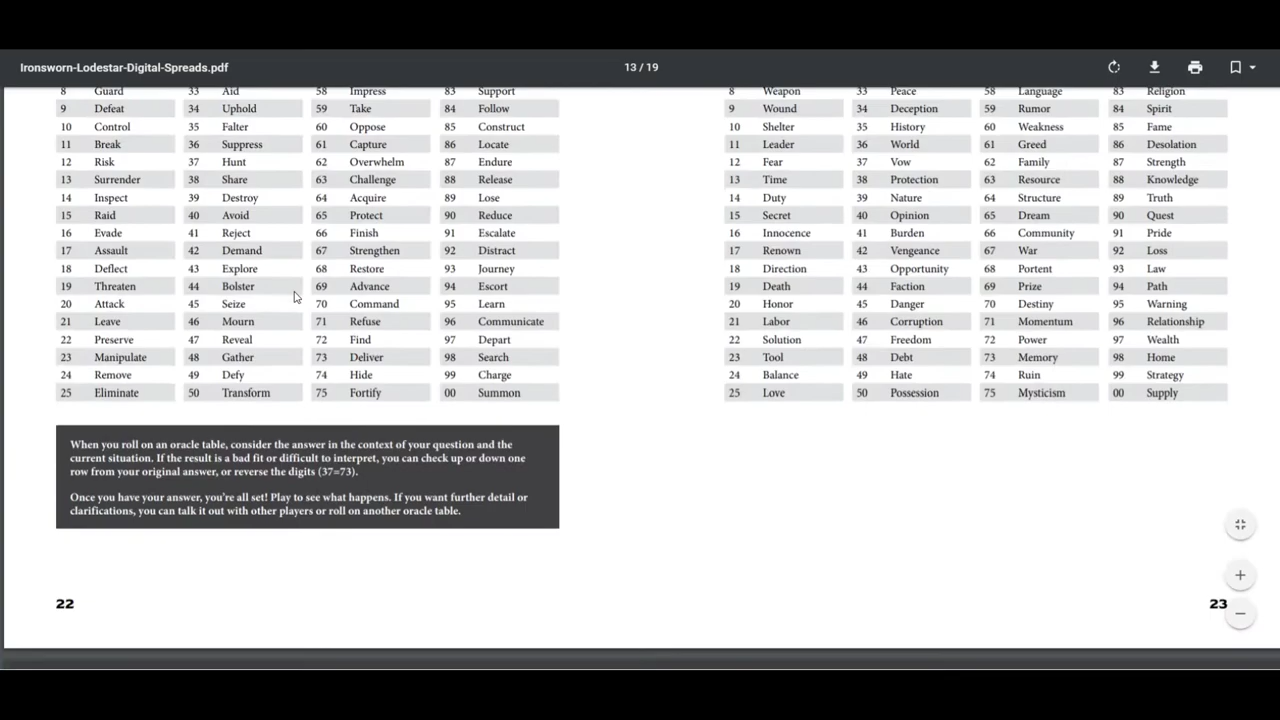 Ironsworn-Lodestar-Digital-Spreads.pdf 13 / 19
8 Guard 33 Aid 58 Impress 83 Support
9 Defeat 34 Uphold 59 Take 84 Follow
10 Control 35 Falter 60 Oppose 85 Construct
11 Break 36 Suppress 61 Capture 86 Locate
12 Risk 37 Hunt 62 Overwhelm 87 Endure
13 Surrender 38 Share 63 Challenge 88 Release
14 Inspect 39 Destroy 64 Acquire 89 Lose
15 Raid 40 Avoid 65 Protect 90 Reduce
16 Evade 41 Reject 66 Finish 91 Escalate
17 Assault 42 Demand 67 Strengthen 92 Distract
18 Deflect 43 Explore 68 Restore 93 Journey
19 Threaten 44 Bolster 69 Advance 94 Escort
20 Attack 45 Seize 70 Command 95 Learn
21 Leave 46 Mourn 71 Refuse 96 Communicate
22 Preserve 47 Reveal 72 Find 97 Depart
23 Manipulate 48 Gather 73 Deliver 98 Search
24 Remove 49 Defy 74 Hide 99 Charge
25 Eliminate 50 Transform 75 Fortify 00 Summon
When you roll on an oracle table, consider the answer in the context of your question and the
current situation. If the result is a bad fit or difficult to interpret, you can check up or down one
row from your original answer, or reverse the digits (37=73).
Once you have your answer, you're all set! Play to see what happens. If you want further detail or
clarifications, you can talk it out with other players or roll on another oracle table.
22
8 Weapon 33 Peace 58 Language 83 Religion
9 Wound 34 Deception 59 Rumor 84 Spirit
10 Shelter 35 History 60 Weakness 85 Fame
11 Leader 36 World 61 Greed 86 Desolation
12 Fear 37 Vow 62 Family 87 Strength
13 Time 38 Protection 63 Resource 88 Knowledge
14 Duty 39 Nature 64 Structure 89 Truth
15 Secret 40 Opinion 65 Dream 90 Quest
16 Innocence 41 Burden 66 Community 91 Pride
17 Renown 42 Vengeance 67 War 92 Loss
18 Direction 43 Opportunity 68 Portent 93 Law
19 Death 44 Faction 69 Prize 94 Path
20 Honor 45 Danger 70 Destiny 95 Warning
21 Labor 46 Corruption 71 Momentum 96 Relationship
22 Solution 47 Freedom 72 Power 97 Wealth
23 Tool 48 Debt 73 Memory 98 Home
24 Balance 49 Hate 74 Ruin 99 Strategy
25 Love 50 Possession 75 Mysticism 00 Supply
23